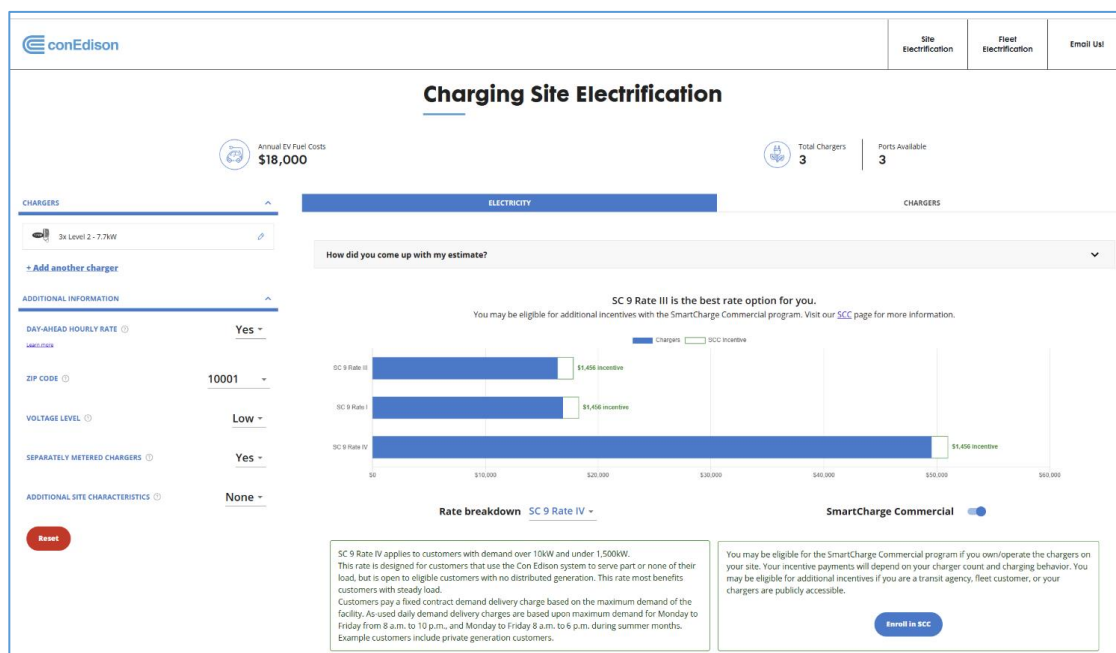 conEdison
Site
Electrification
Fleet
Electrification
Email Us!
Charging Site Electrification
Annual EV Fuel Costs
$18,000
Total Chargers
3
Ports Available
3
CHARGERS
3x Level 2 - 7.7kW
+ Add another charger
ADDITIONAL INFORMATION
DAY-AHEAD HOURLY RATE
Yes
Learn more
ZIP CODE
10001
VOLTAGE LEVEL
Low
SEPARATELY METERED CHARGERS
Yes
ADDITIONAL SITE CHARACTERISTICS
None
Reset
ELECTRICITY
CHARGERS
How did you come up with my estimate?
SC 9 Rate III is the best rate option for you.
You may be eligible for additional incentives with the SmartCharge Commercial program. Visit our SCC page for more information.
Chargers
SCC Incentive
SC 9 Rate III
$1,456 incentive
SC 9 Rate I
$1,456 incentive
SC 9 Rate IV
$1,456 incentive
$0
$10,000
$20,000
$30,000
$40,000
$50,000
$60,000
Rate breakdown SC 9 Rate IV
SmartCharge Commercial
SC 9 Rate IV applies to customers with demand over 10kW and under 1,500kW.
This rate is designed for customers that use the Con Edison system to serve part or none of their
load, but is open to eligible customers with no distributed generation. This rate most benefits
customers with steady load.
Customers pay a fixed contract demand delivery charge based on the maximum demand of the
facility. As-used daily demand delivery charges are based upon maximum demand for Monday to
Friday from 8 a.m. to 10 p.m., and Monday to Friday 8 a.m. to 6 p.m. during summer months.
Example customers include private generation customers.
You may be eligible for the SmartCharge Commercial program if you own/operate the chargers on
your site. Your incentive payments will depend on your charger count and charging behavior. You
may be eligible for additional incentives if you are a transit agency, fleet customer, or your
chargers are publicly accessible.
Enroll in SCC